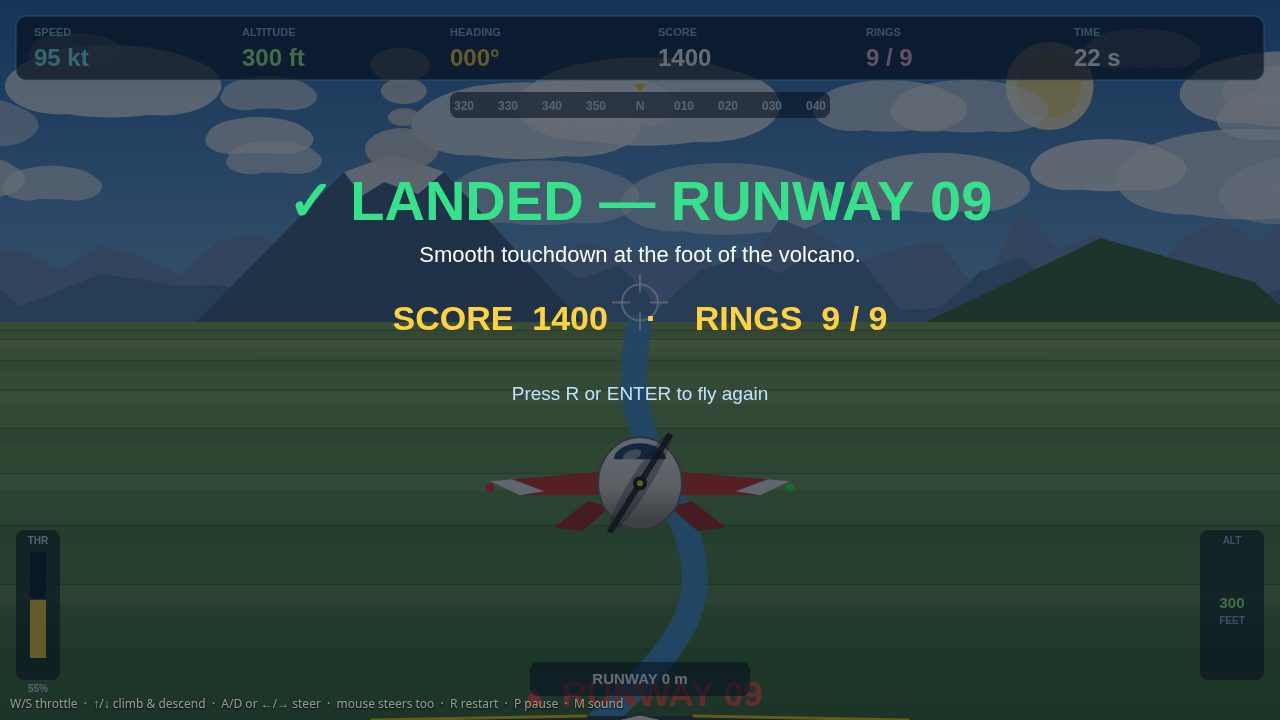 SPEED ALTITUDE HEADING SCORE RINGS TIME
95 kt 300 ft 000° 1400 9 / 9 22 s
320 330 340 350 N 010 020 030 040
✓ LANDED — RUNWAY 09
Smooth touchdown at the foot of the volcano.
SCORE 1400 · RINGS 9 / 9
Press R or ENTER to fly again
THR
55%
ALT
300
FEET
RUNWAY 0 m
▲ RUNWAY 09
W/S throttle · ↑/↓ climb & descend · A/D or ←/→ steer · mouse steers too · R restart · P pause · M sound